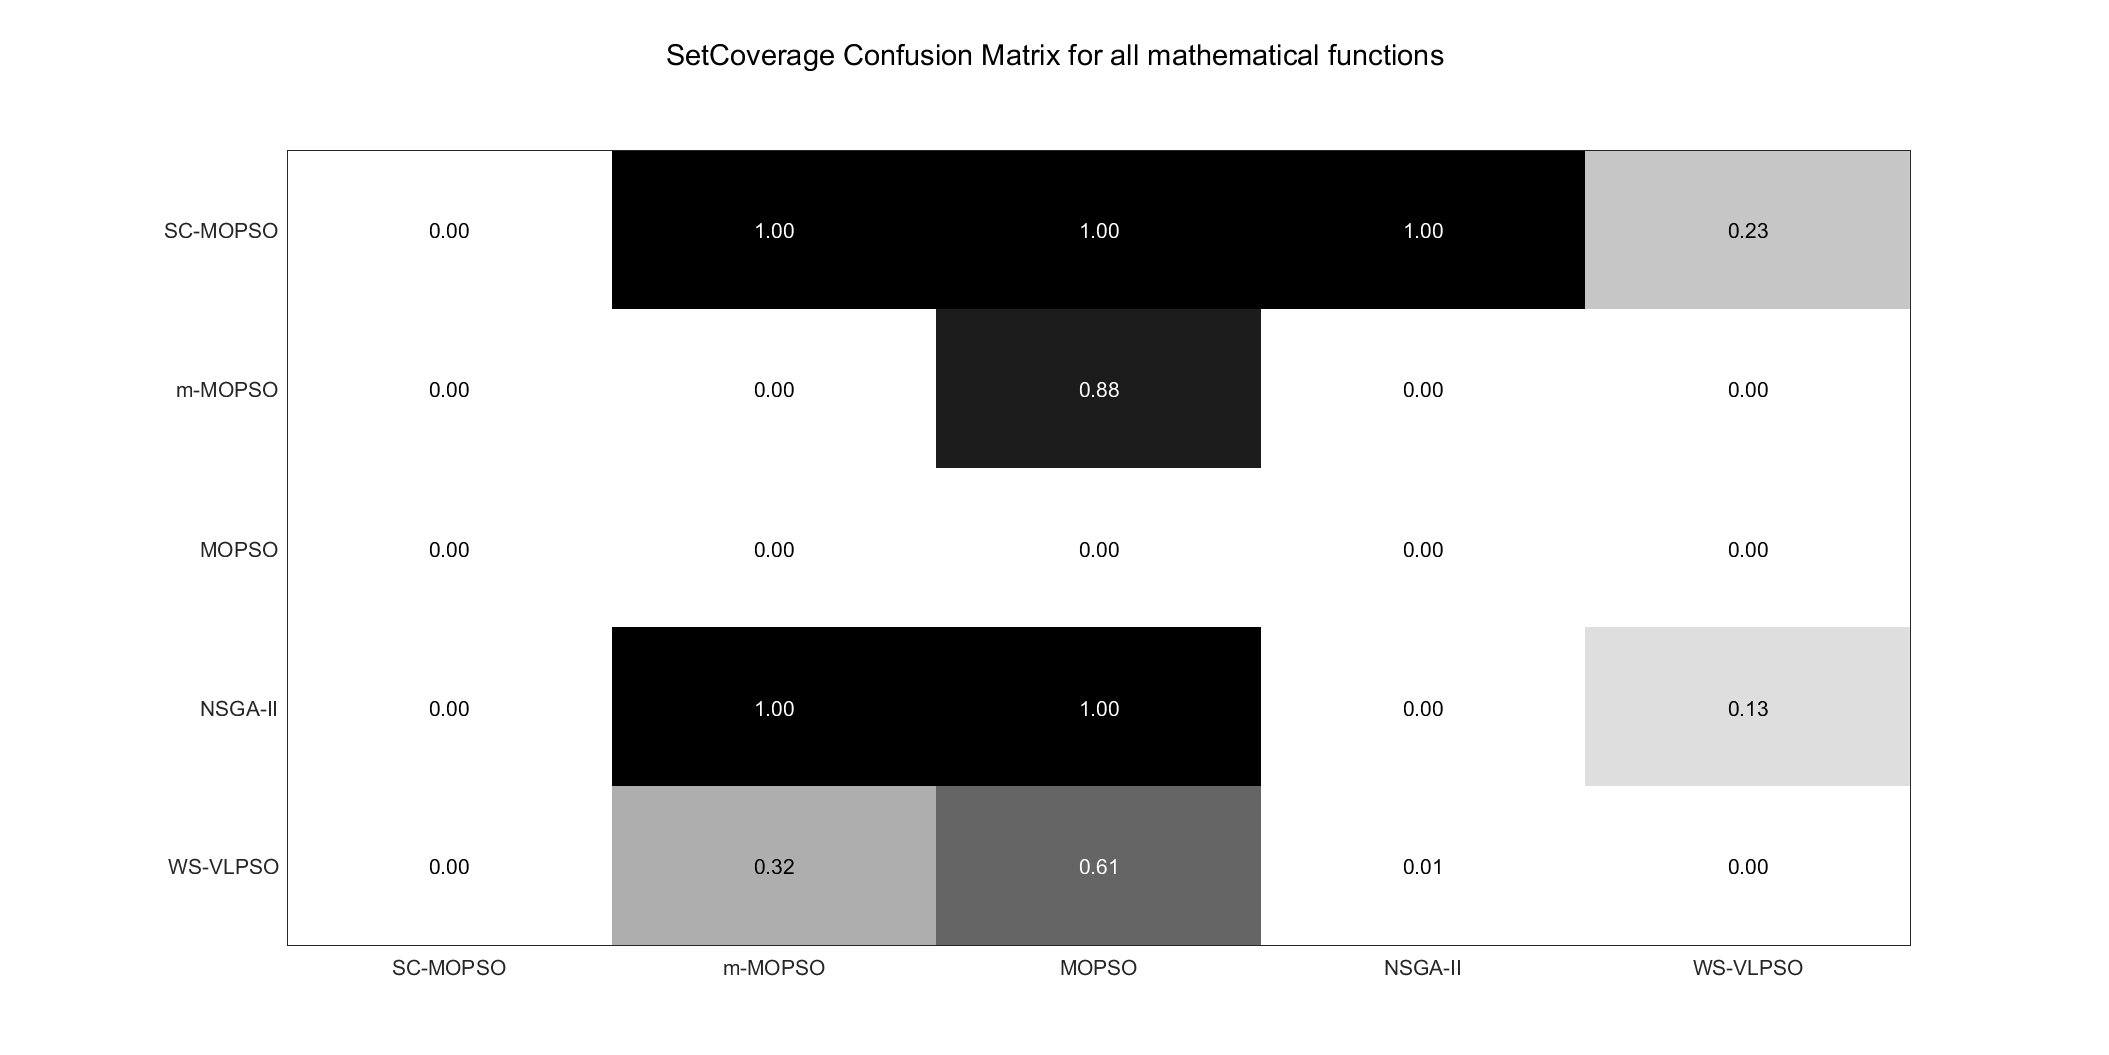 SetCoverage Confusion Matrix for all mathematical functions
SC-MOPSO 0.00 1.00 1.00 1.00 0.23
m-MOPSO 0.00 0.00 0.88 0.00 0.00
MOPSO 0.00 0.00 0.00 0.00 0.00
NSGA-II 0.00 1.00 1.00 0.00 0.13
WS-VLPSO 0.00 0.32 0.61 0.01 0.00
SC-MOPSO m-MOPSO MOPSO NSGA-II WS-VLPSO